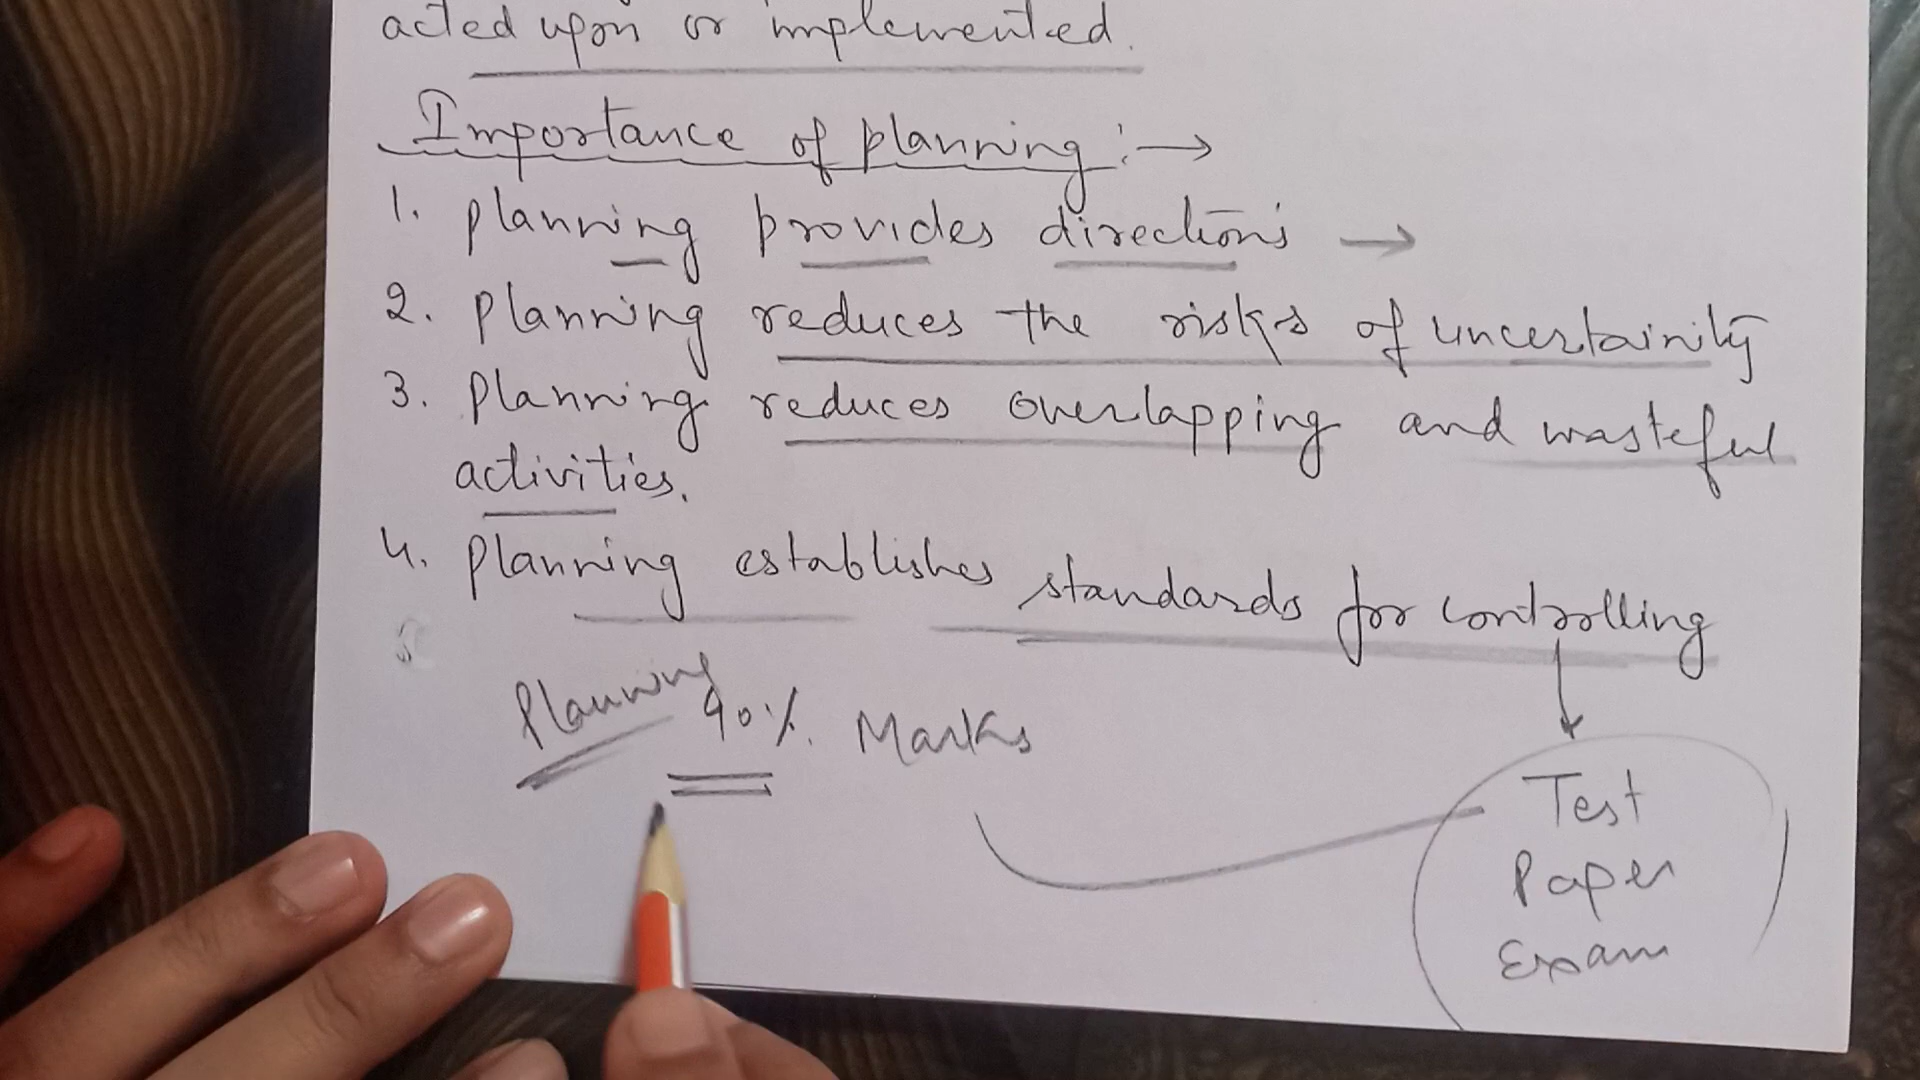 acted upon or implemented.
Importance of planning :→
1. planning provides directions →
2. planning reduces the risks of uncertainity
3. planning reduces overlapping and wasteful
activities.
4. planning establishes standards for controlling
Planning 90% Marks
Test
Paper
Exam